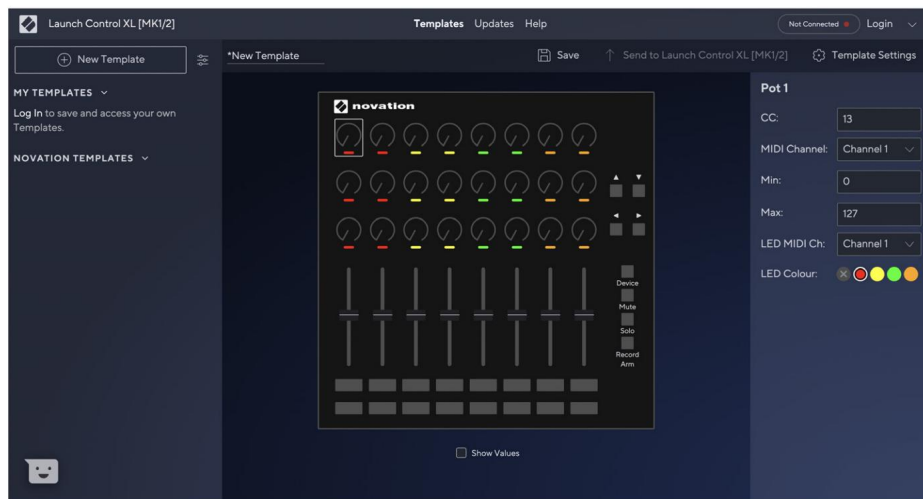 Launch Control XL [MK1/2]
Templates Updates Help
Not Connected
Login
New Template
*New Template
Save
Send to Launch Control XL [MK1/2]
Template Settings
MY TEMPLATES
Log In to save and access your own
Templates.
NOVATION TEMPLATES
novation
Device
Mute
Solo
Record
Arm
Show Values
Pot 1
CC: 13
MIDI Channel: Channel 1
Min: 0
Max: 127
LED MIDI Ch: Channel 1
LED Colour: